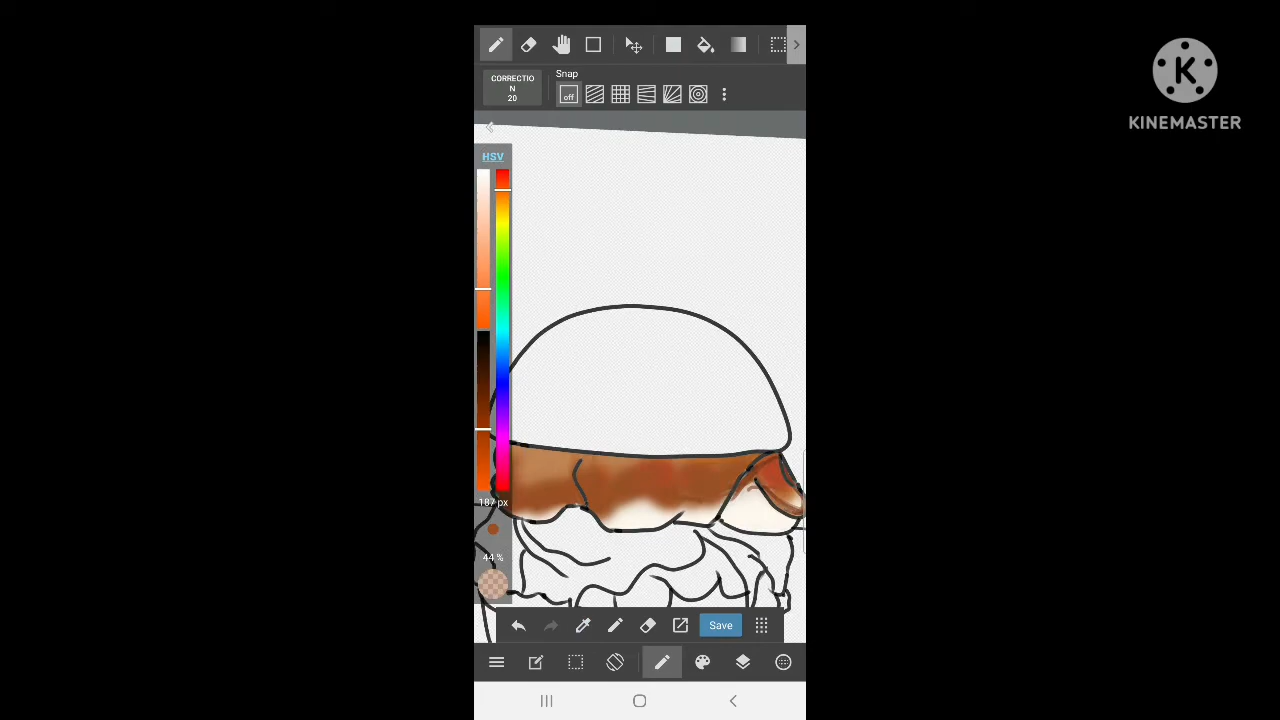 KINEMASTER
CORRECTIO
N
20
Snap
off
HSV
187 px
44 %
Save